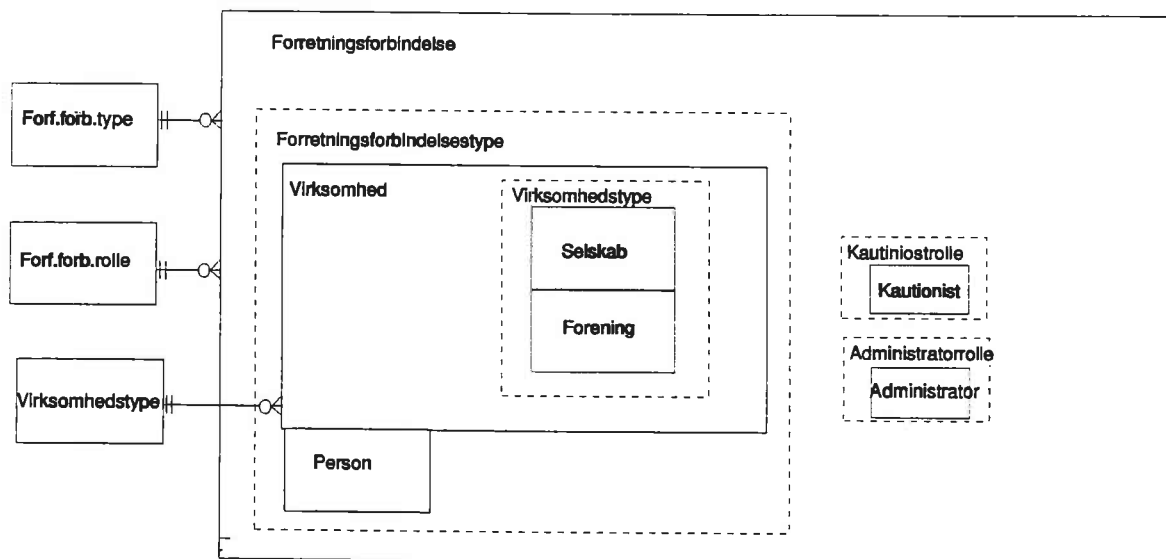 Forretningsforbindelse
Forf.forb.type
Forretningsforbindelsestype
Virksomhed
Virksomhedstype
Selskab
Forf.forb.rolle
Kautiniostrolle
Kautionist
Forening
Administratorrolle
Administrator
Virksomhedstype
Person